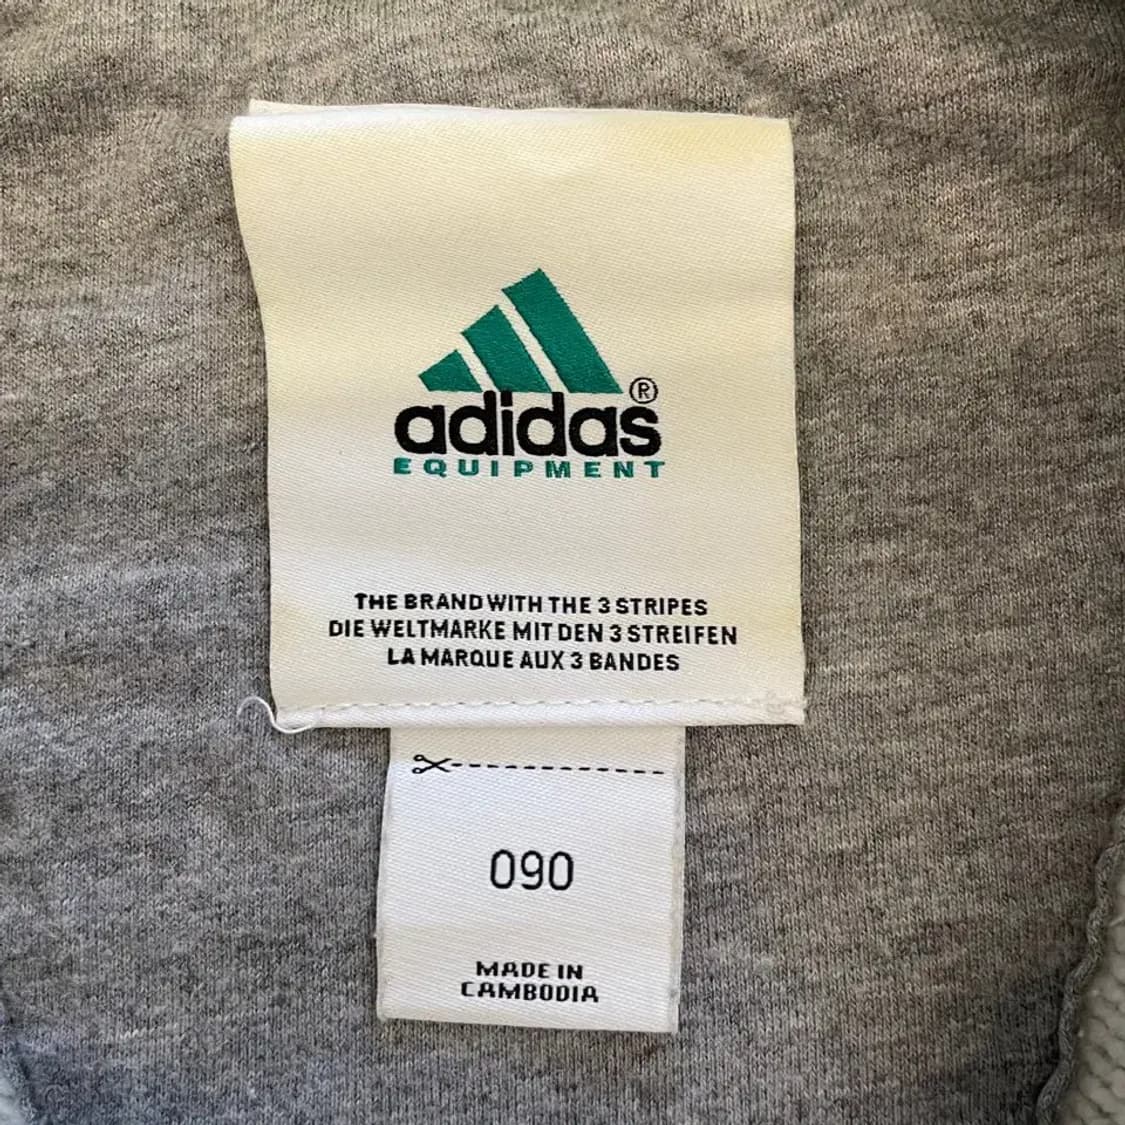 adidas®
EQUIPMENT
THE BRAND WITH THE 3 STRIPES
DIE WELTMARKE MIT DEN 3 STREIFEN
LA MARQUE AUX 3 BANDES
090
MADE IN
CAMBODIA